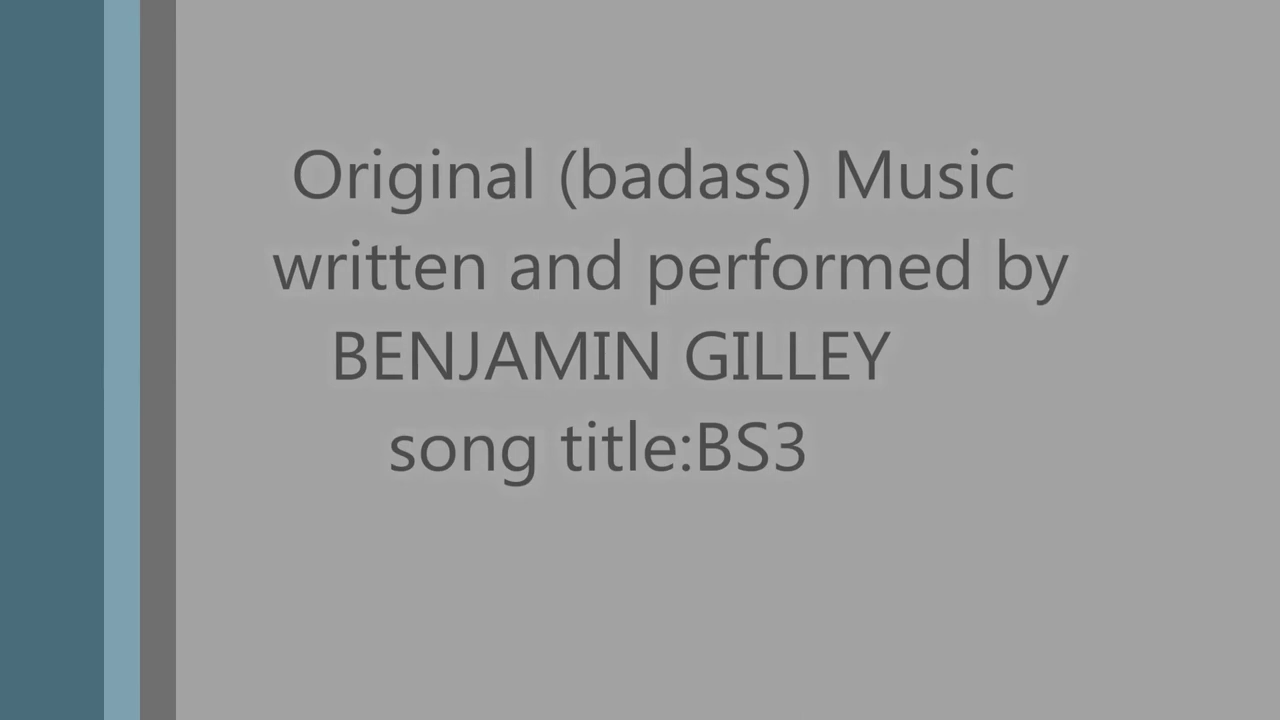 Original (badass) Music
written and performed by
BENJAMIN GILLEY
song title:BS3